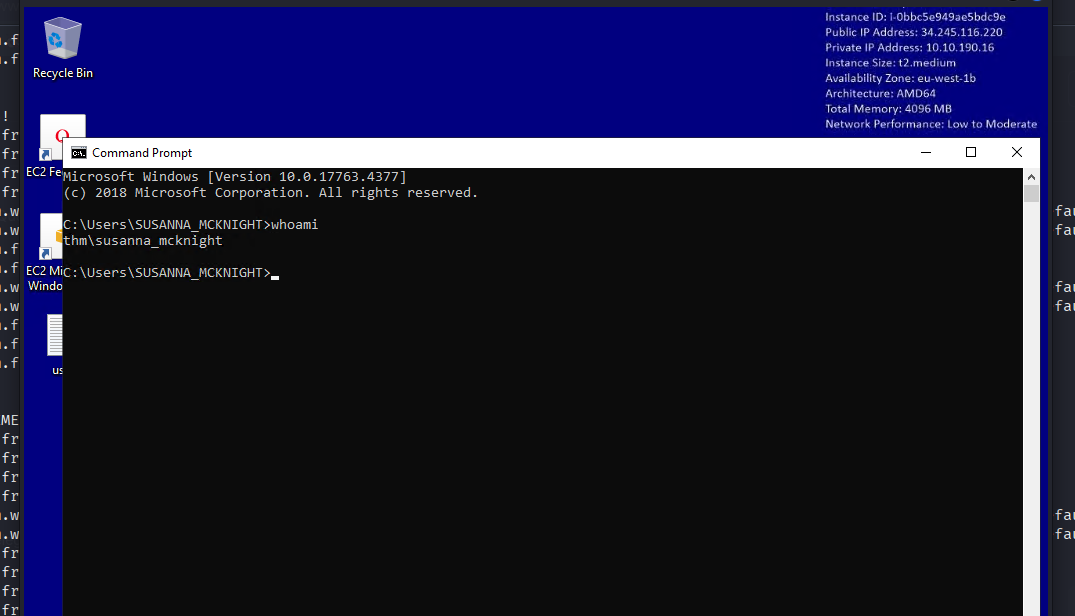 Instance ID: i-0bbc5e949ae5bdc9e
Public IP Address: 34.245.116.220
Private IP Address: 10.10.190.16
Instance Size: t2.medium
Availability Zone: eu-west-1b
Architecture: AMD64
Total Memory: 4096 MB
Network Performance: Low to Moderate
Recycle Bin
EC2 Fe
EC2 Mi
Windo
us
Command Prompt
Microsoft Windows [Version 10.0.17763.4377]
(c) 2018 Microsoft Corporation. All rights reserved.
C:\Users\SUSANNA_MCKNIGHT>whoami
thm\susanna_mcknight
C:\Users\SUSANNA_MCKNIGHT>